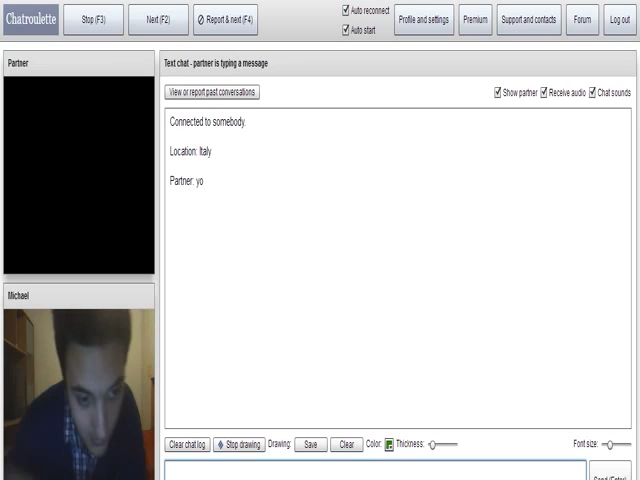 Chatroulette
Stop (F3)
Next (F2)
Report & next (F4)
Auto reconnect
Auto start
Profile and settings
Premium
Support and contacts
Forum
Log out
Partner
Text chat - partner is typing a message
View or report past conversations
Show partner
Receive audio
Chat sounds
Connected to somebody.
Location: Italy
Partner: yo
Michael
Clear chat log
Stop drawing
Drawing:
Save
Clear
Color:
Thickness:
Font size:
Send (Enter)